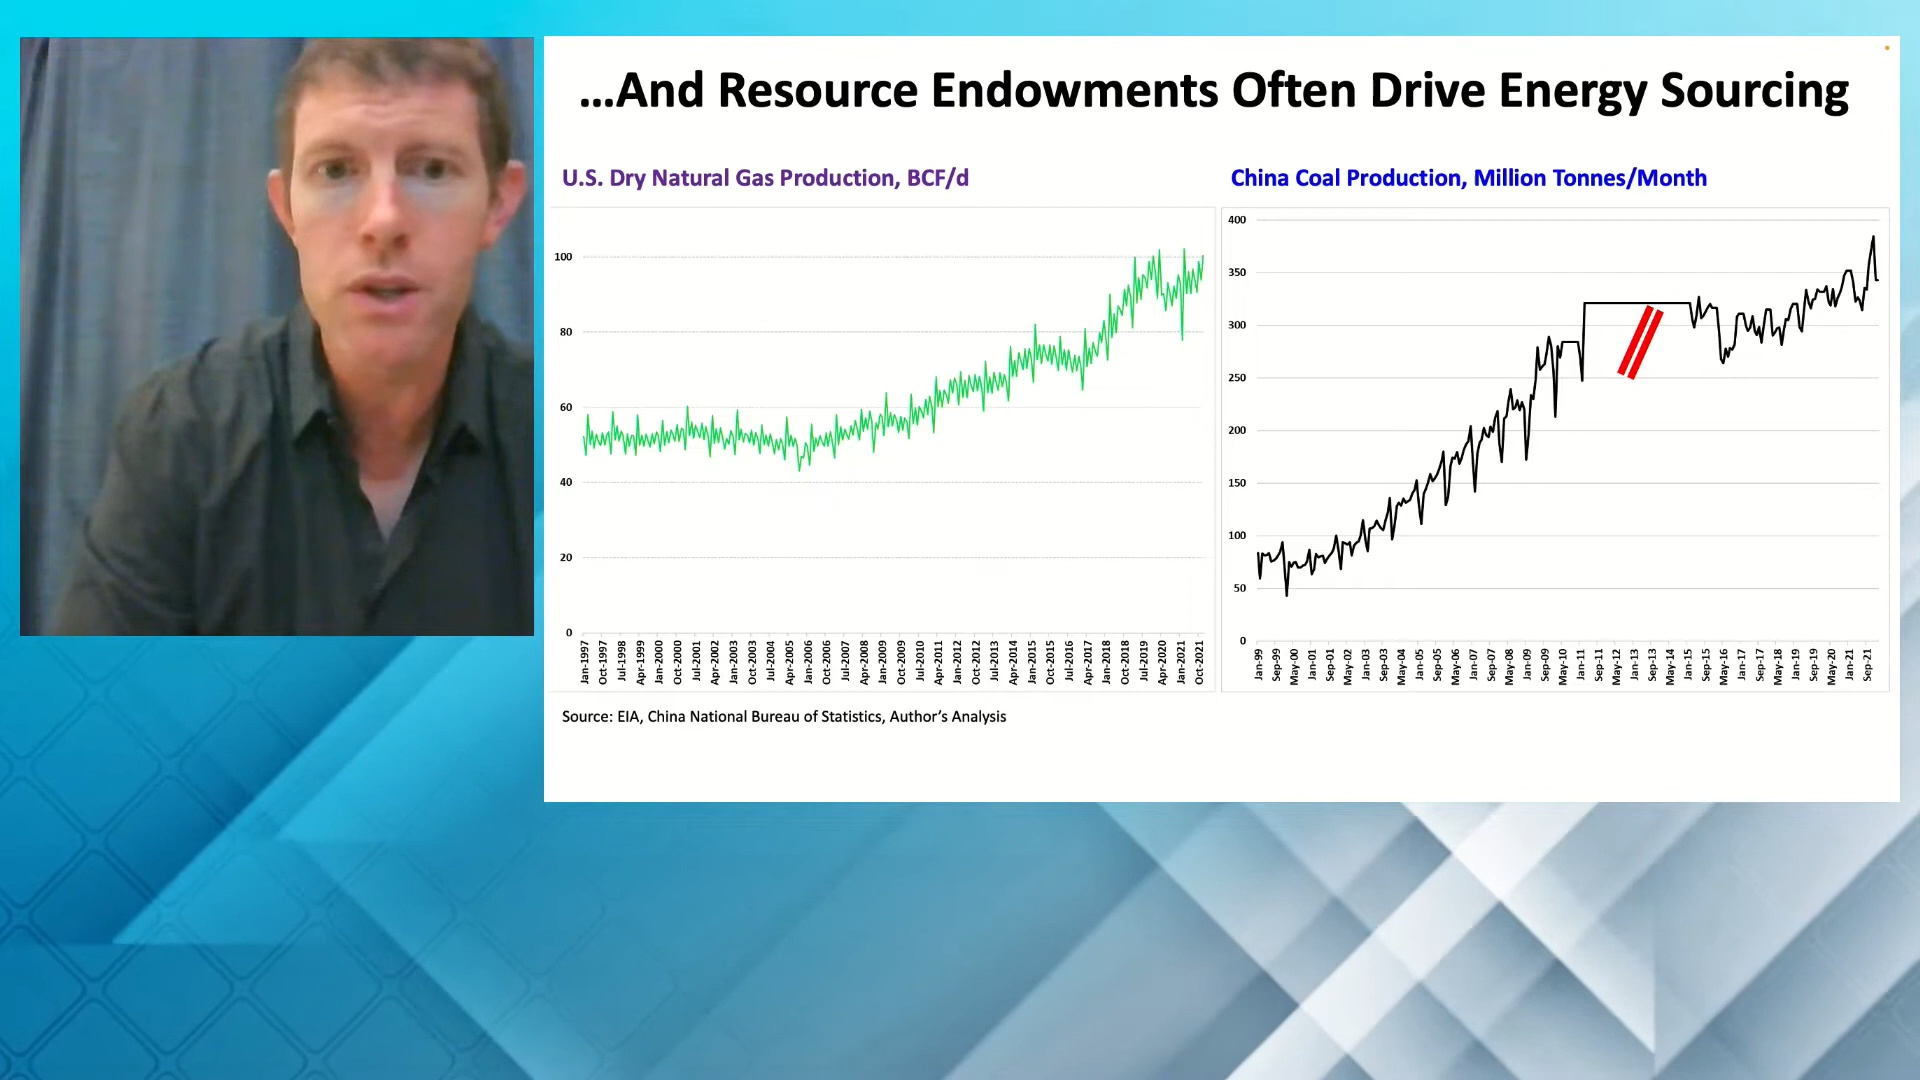 ...And Resource Endowments Often Drive Energy Sourcing
U.S. Dry Natural Gas Production, BCF/d
100
80
60
40
20
0
Jan-1997
Oct-1997
Jul-1998
Apr-1999
Jan-2000
Oct-2000
Jul-2001
Apr-2002
Jan-2003
Oct-2003
Jul-2004
Apr-2005
Jan-2006
Oct-2006
Jul-2007
Apr-2008
Jan-2009
Oct-2009
Jul-2010
Apr-2011
Jan-2012
Oct-2012
Jul-2013
Apr-2014
Jan-2015
Oct-2015
Jul-2016
Apr-2017
Jan-2018
Oct-2018
Jul-2019
Apr-2020
Jan-2021
Oct-2021
China Coal Production, Million Tonnes/Month
400
350
300
250
200
150
100
50
0
Jan-99
Sep-99
May-00
Jan-01
Sep-01
May-02
Jan-03
Sep-03
May-04
Jan-05
Sep-05
May-06
Jan-07
Sep-07
May-08
Jan-09
Sep-09
May-10
Jan-11
Sep-11
May-12
Jan-13
Sep-13
May-14
Jan-15
Sep-15
May-16
Jan-17
Sep-17
May-18
Jan-19
Sep-19
May-20
Jan-21
Sep-21
Source: EIA, China National Bureau of Statistics, Author's Analysis